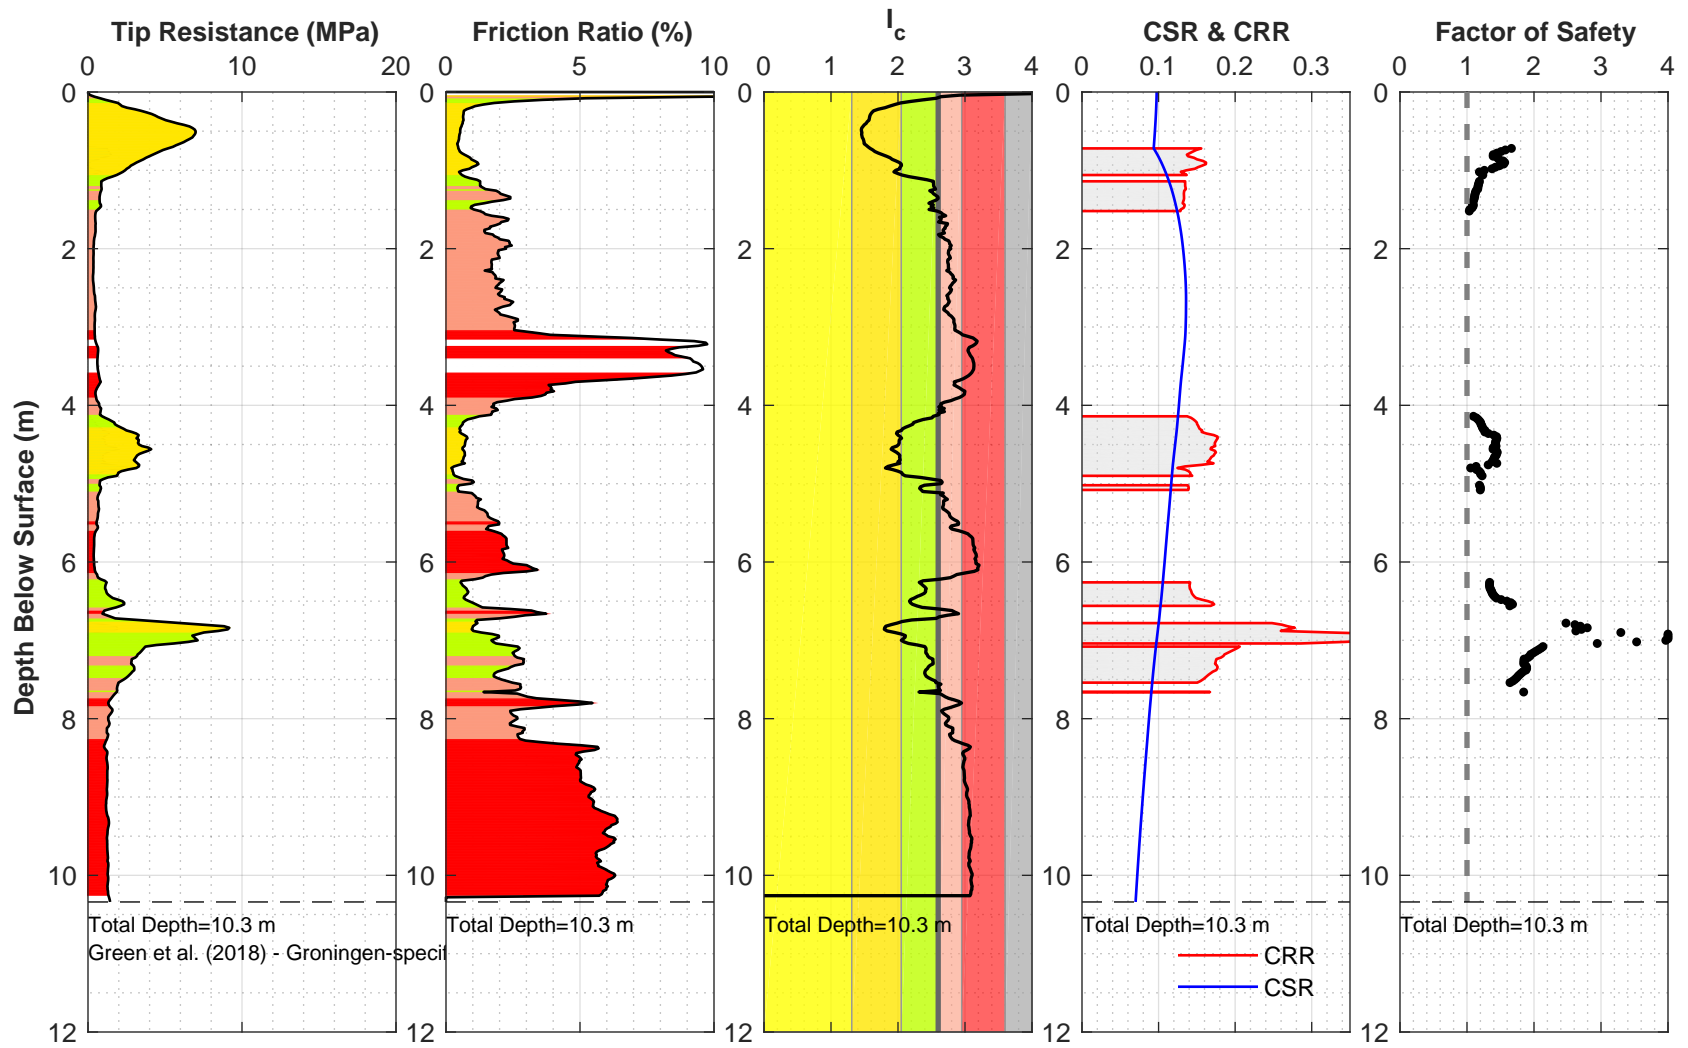 Tip Resistance (MPa)
Friction Ratio (%)
I
c
CSR & CRR
Factor of Safety
0 10 20
0 5 10
0 1 2 3 4
0 0.1 0.2 0.3
0 1 2 3 4
0 0 0 0 0
2 2 2 2 2
4 4 4 4 4
6 6 6 6 6
8 8 8 8 8
10 10 10 10 10
12 12 12 12 12
Depth Below Surface (m)
Total Depth=10.3 m
Green et al. (2018) - Groningen-specif
Total Depth=10.3 m
Total Depth=10.3 m
Total Depth=10.3 m
CRR
CSR
Total Depth=10.3 m